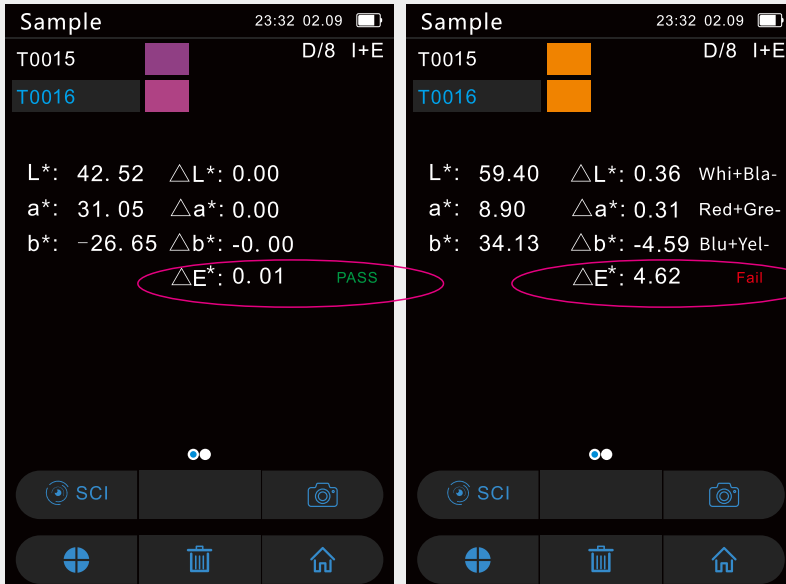 Sample 23:32 02.09
T0015 D/8 I+E
T0016
L*: 42. 52 △L*: 0.00
a*: 31. 05 △a*: 0.00
b*: -26. 65 △b*: -0. 00
△E*: 0. 01 PASS
SCI
Sample 23:32 02.09
T0015 D/8 I+E
T0016
L*: 59.40 △L*: 0.36 Whi+Bla-
a*: 8.90 △a*: 0.31 Red+Gre-
b*: 34.13 △b*: -4.59 Blu+Yel-
△E*: 4.62 Fail
SCI